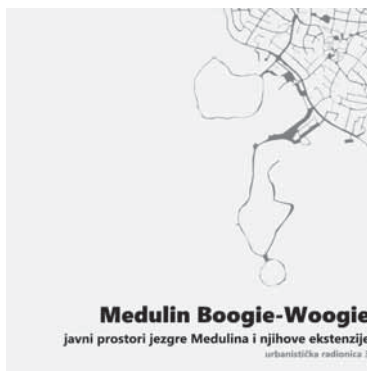 Medulin Boogie-Woogie
javni prostori jezgre Medulina i njihove ekstenzije
urbanistička radionica